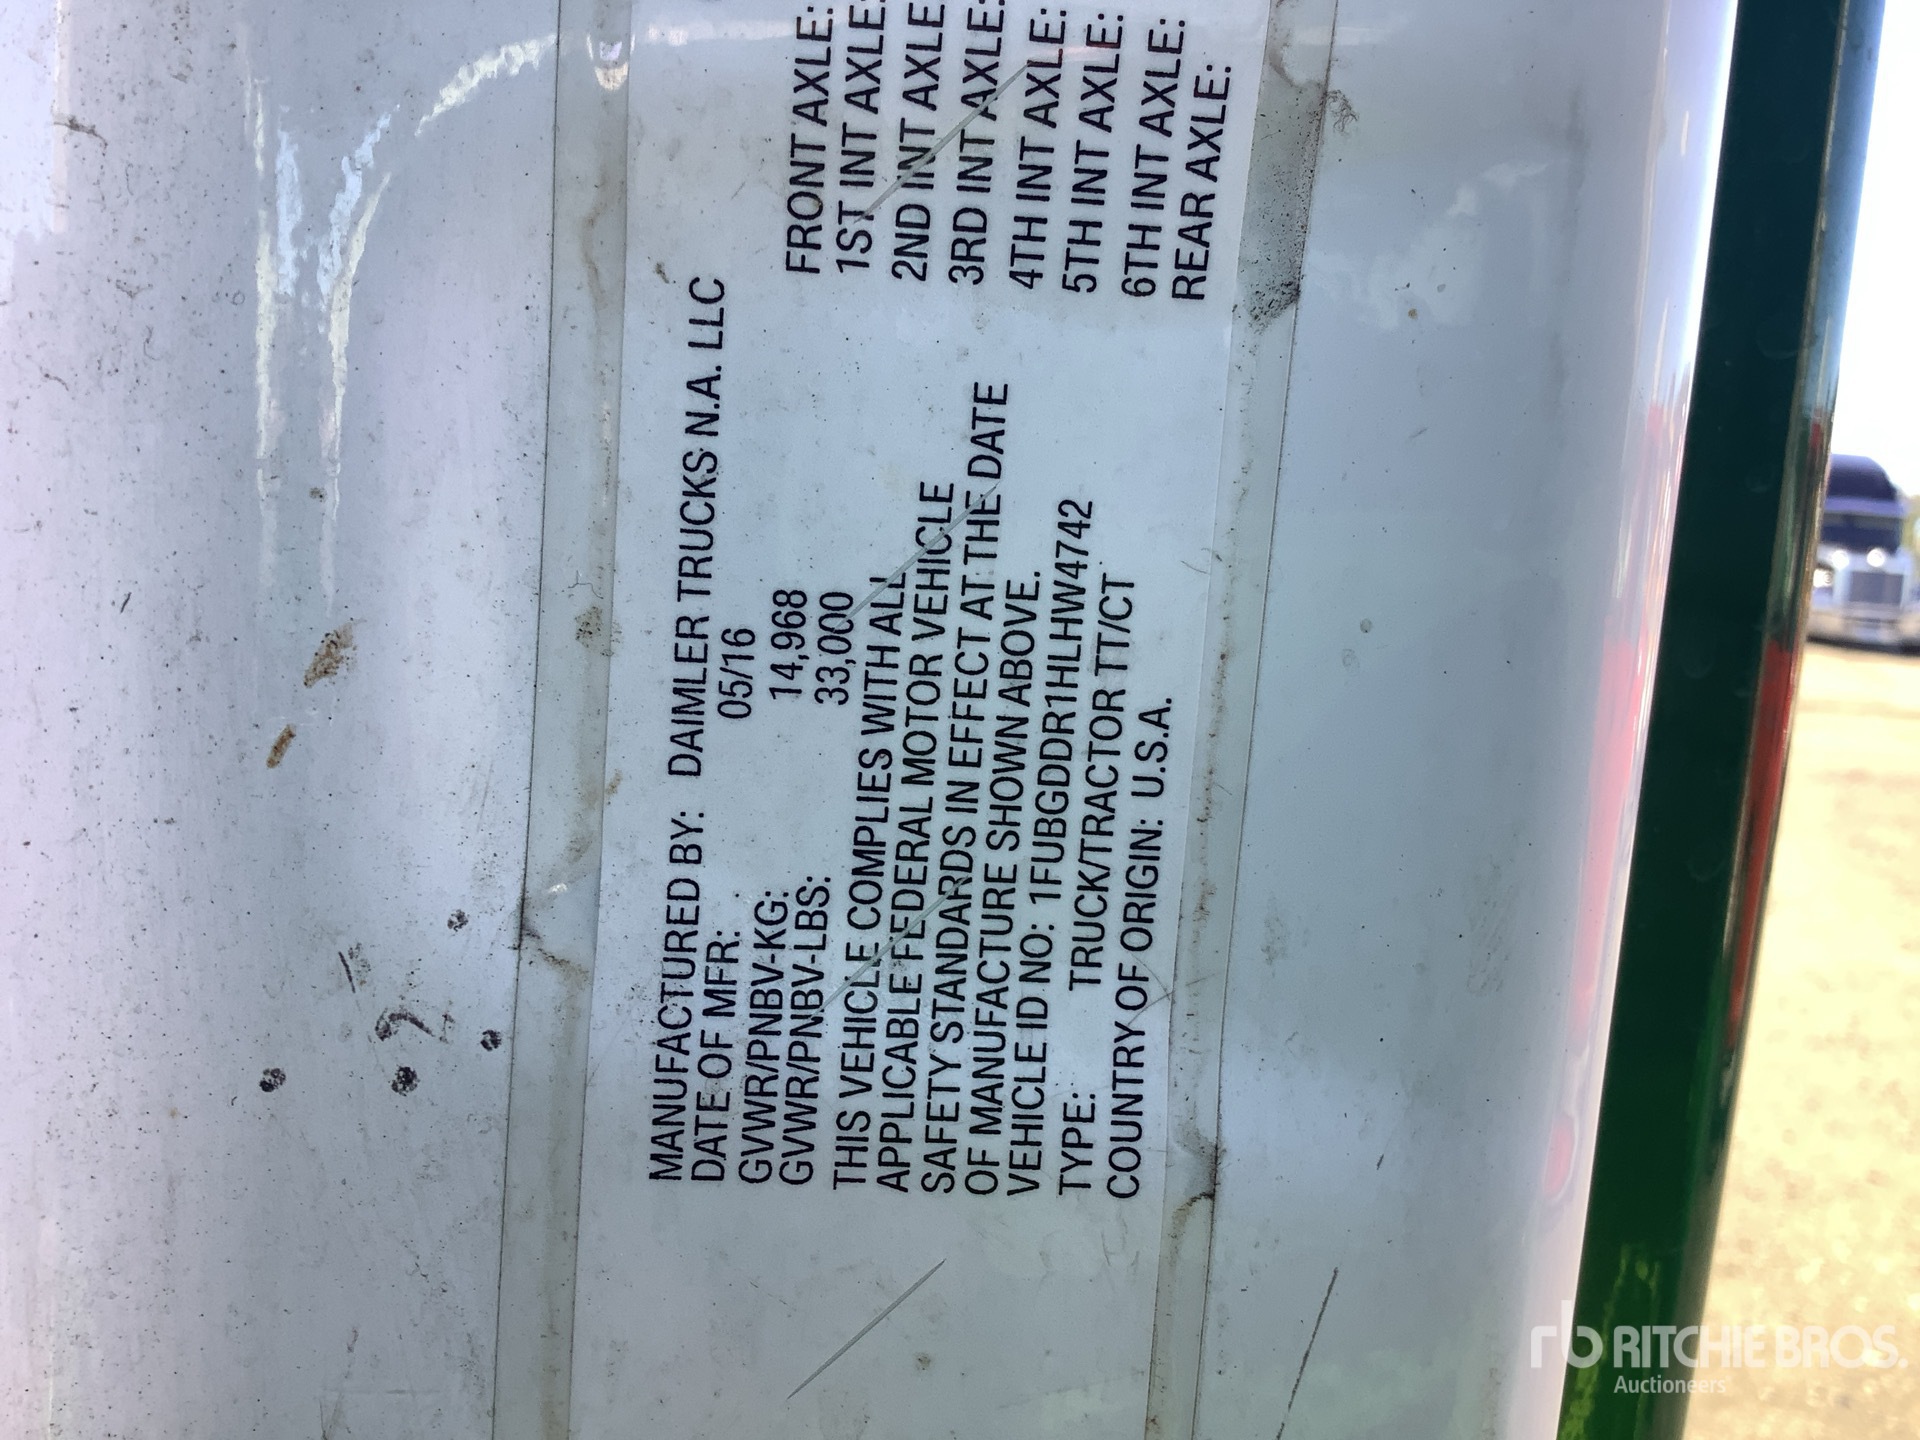 MANUFACTURED BY: DAIMLER TRUCKS N.A. LLC
DATE OF MFR: 05/16
GVWR/PNBV-KG: 14,968
GVWR/PNBV-LBS: 33,000
THIS VEHICLE COMPLIES WITH ALL
APPLICABLE FEDERAL MOTOR VEHICLE
SAFETY STANDARDS IN EFFECT AT THE DATE
OF MANUFACTURE SHOWN ABOVE.
VEHICLE ID NO: 1FUBGDDR1HLHW4742
TYPE: TRUCK/TRACTOR TT/CT
COUNTRY OF ORIGIN: U.S.A.
FRONT AXLE:
1ST INT AXLE:
2ND INT AXLE
3RD INT AXLE:
4TH INT AXLE:
5TH INT AXLE:
6TH INT AXLE:
REAR AXLE:
rb RITCHIE BROS.
Auctioneers